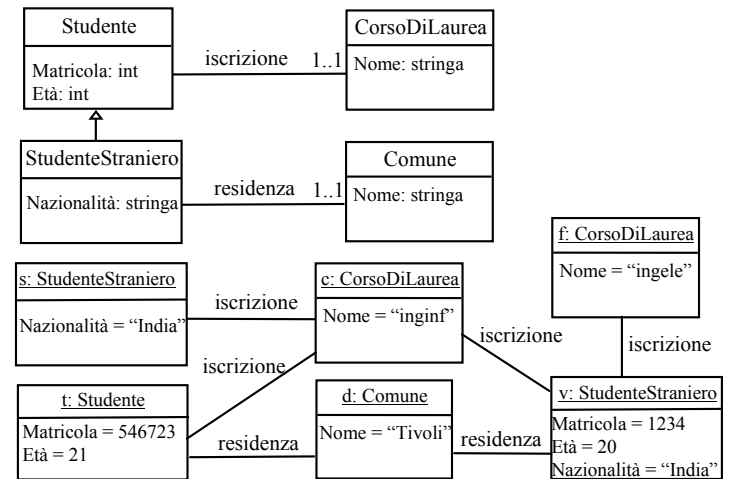 Studente
Matricola: int
Età: int
iscrizione 1..1
CorsoDiLaurea
Nome: stringa
StudenteStraniero
Nazionalità: stringa
residenza 1..1
Comune
Nome: stringa
f: CorsoDiLaurea
Nome = “ingele”
s: StudenteStraniero
Nazionalità = “India”
iscrizione
c: CorsoDiLaurea
Nome = “inginf”
iscrizione
iscrizione
iscrizione
t: Studente
Matricola = 546723
Età = 21
residenza
d: Comune
Nome = “Tivoli”
residenza
v: StudenteStraniero
Matricola = 1234
Età = 20
Nazionalità = “India”